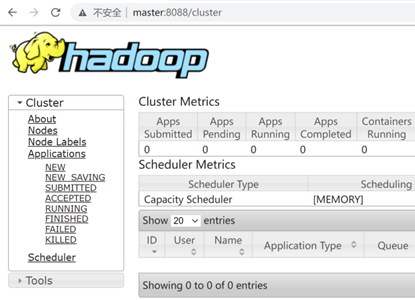 不安全 | master:8088/cluster
hadoop
Cluster
About
Nodes
Node Labels
Applications
NEW
NEW_SAVING
SUBMITTED
ACCEPTED
RUNNING
FINISHED
FAILED
KILLED
Scheduler
Tools
Cluster Metrics
Apps Submitted Apps Pending Apps Running Apps Completed Containers Running
0 0 0 0 0
Scheduler Metrics
Scheduler Type Scheduling
Capacity Scheduler [MEMORY]
Show 20 entries
ID User Name Application Type Queue
Showing 0 to 0 of 0 entries